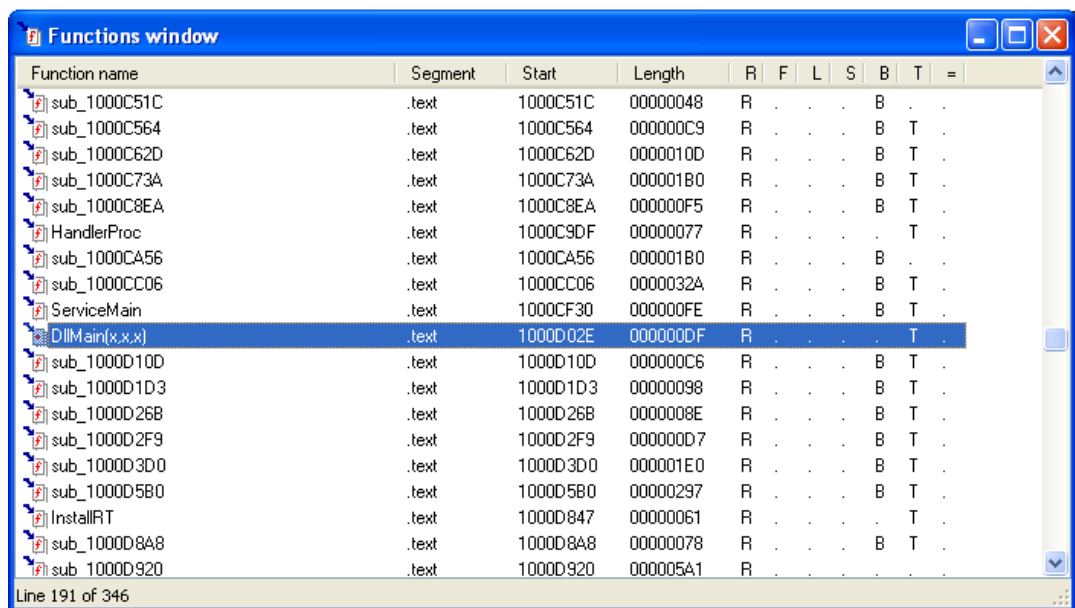 Functions window
Function name Segment Start Length R F L S B T =
sub_1000C51C .text 1000C51C 00000048 R . . . B . .
sub_1000C564 .text 1000C564 000000C9 R . . . B T .
sub_1000C62D .text 1000C62D 0000010D R . . . B T .
sub_1000C73A .text 1000C73A 000001B0 R . . . B T .
sub_1000C8EA .text 1000C8EA 000000F5 R . . . B T .
HandlerProc .text 1000C9DF 00000077 R . . . . T .
sub_1000CA56 .text 1000CA56 000001B0 R . . . B . .
sub_1000CC06 .text 1000CC06 0000032A R . . . B T .
ServiceMain .text 1000CF30 000000FE R . . . B T .
DllMain(x,x,x) .text 1000D02E 000000DF R . . . . T .
sub_1000D10D .text 1000D10D 000000C6 R . . . B T .
sub_1000D1D3 .text 1000D1D3 00000098 R . . . B T .
sub_1000D26B .text 1000D26B 0000008E R . . . B T .
sub_1000D2F9 .text 1000D2F9 000000D7 R . . . B T .
sub_1000D3D0 .text 1000D3D0 000001E0 R . . . B T .
sub_1000D5B0 .text 1000D5B0 00000297 R . . . B T .
InstallRT .text 1000D847 00000061 R . . . . T .
sub_1000D8A8 .text 1000D8A8 00000078 R . . . B T .
sub_1000D920 .text 1000D920 000005A1 R . . . . . .
Line 191 of 346